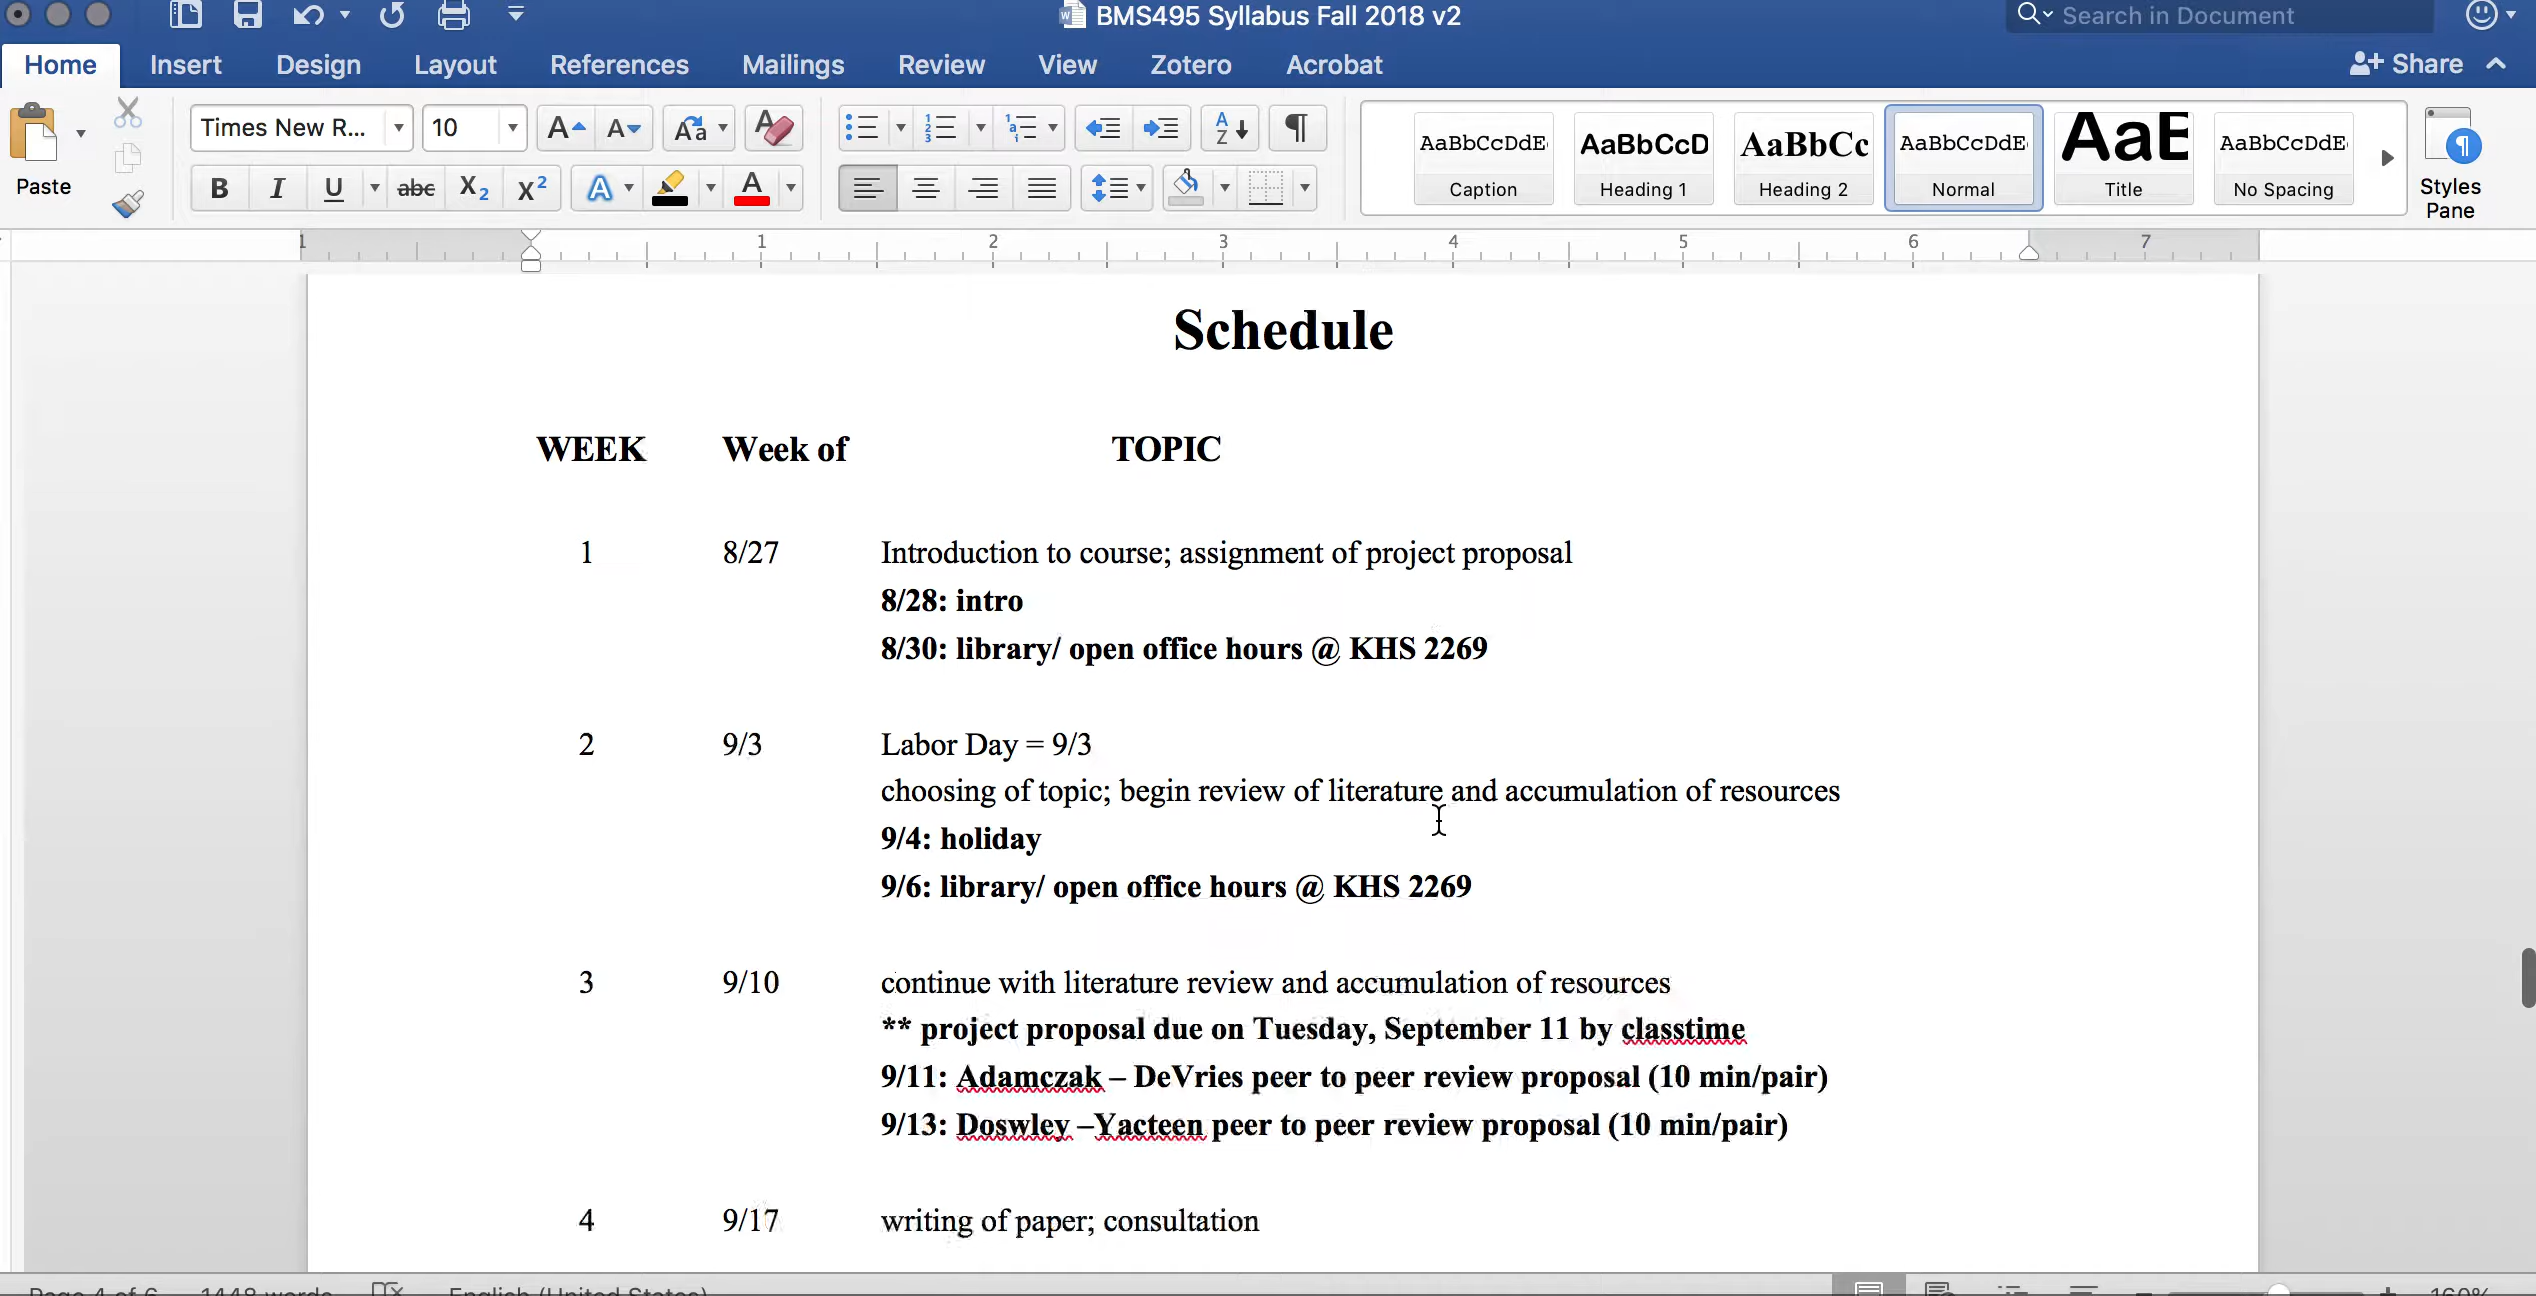 BMS495 Syllabus Fall 2018 v2
Search in Document
Home Insert Design Layout References Mailings Review View Zotero Acrobat Share
Paste
Times New R... 10
AaBbCcDdE AaBbCcD AaBbCc AaBbCcDdE AaB AaBbCcDdE
Caption Heading 1 Heading 2 Normal Title No Spacing
Styles
Pane
1 1 2 3 4 5 6 7
Schedule
WEEK Week of TOPIC
1 8/27 Introduction to course; assignment of project proposal
8/28: intro
8/30: library/ open office hours @ KHS 2269
2 9/3 Labor Day = 9/3
choosing of topic; begin review of literature and accumulation of resources
9/4: holiday
9/6: library/ open office hours @ KHS 2269
3 9/10 continue with literature review and accumulation of resources
** project proposal due on Tuesday, September 11 by classtime
9/11: Adamczak – DeVries peer to peer review proposal (10 min/pair)
9/13: Doswley –Yacteen peer to peer review proposal (10 min/pair)
4 9/17 writing of paper; consultation
Page 4 of 6 1448 words English (United States) 160%